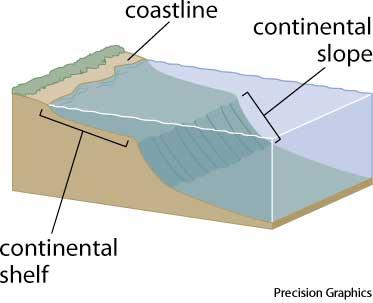 coastline
continental
slope
continental
shelf
Precision Graphics